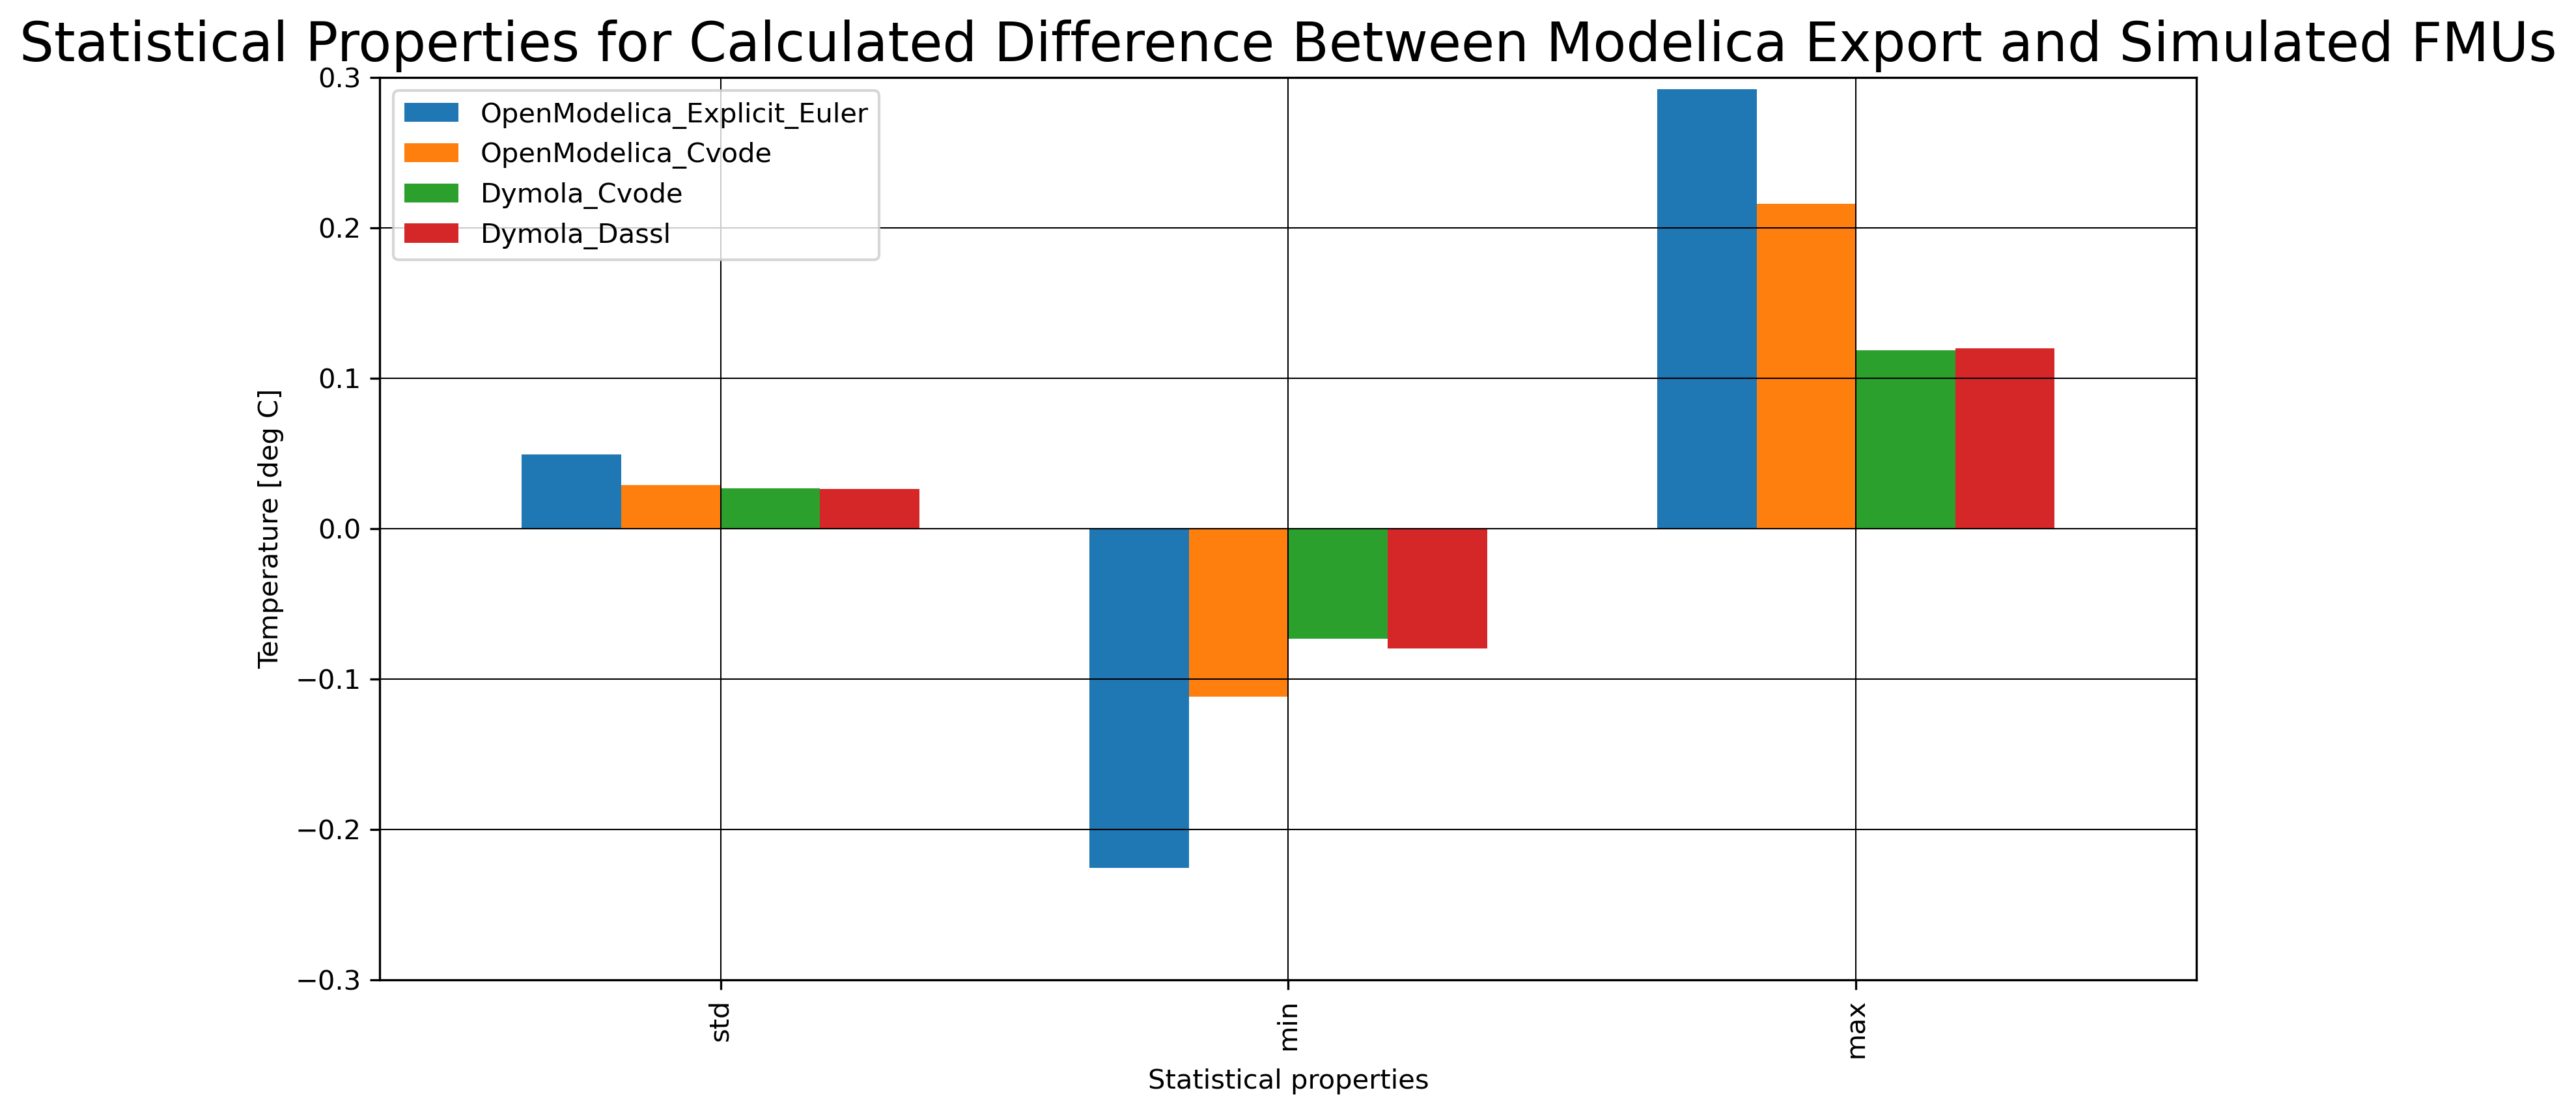 Statistical Properties for Calculated Difference Between Modelica Export and Simulated FMUs
OpenModelica_Explicit_Euler
OpenModelica_Cvode
Dymola_Cvode
Dymola_Dassl
Temperature [deg C]
0.3
0.2
0.1
0.0
−0.1
−0.2
−0.3
std
min
max
Statistical properties